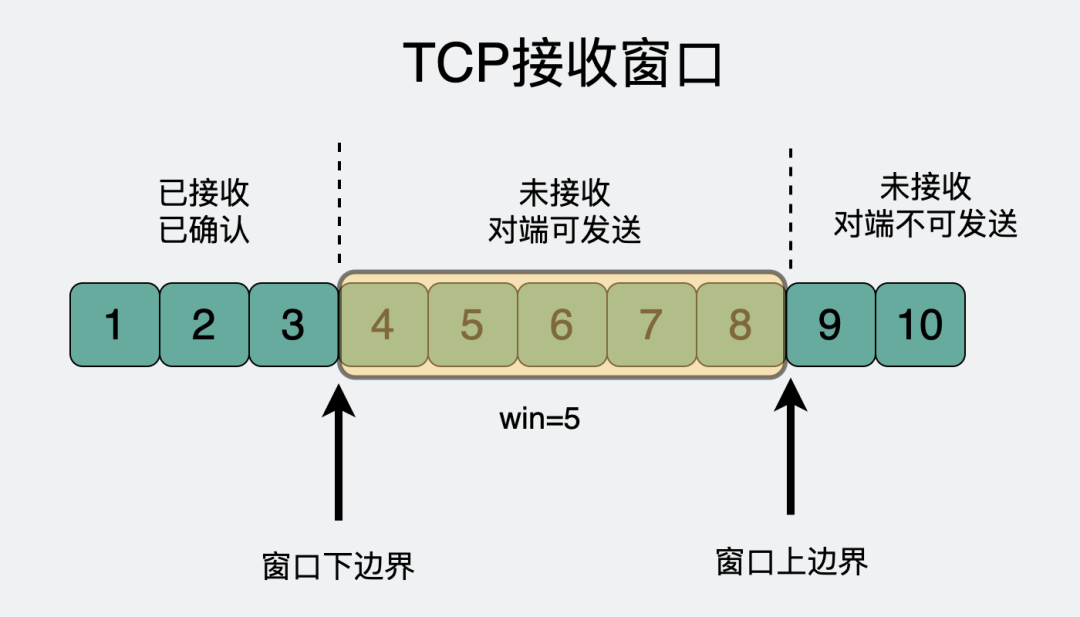 TCP接收窗口
已接收
已确认
未接收
对端可发送
未接收
对端不可发送
1 2 3 4 5 6 7 8 9 10
win=5
窗口下边界
窗口上边界